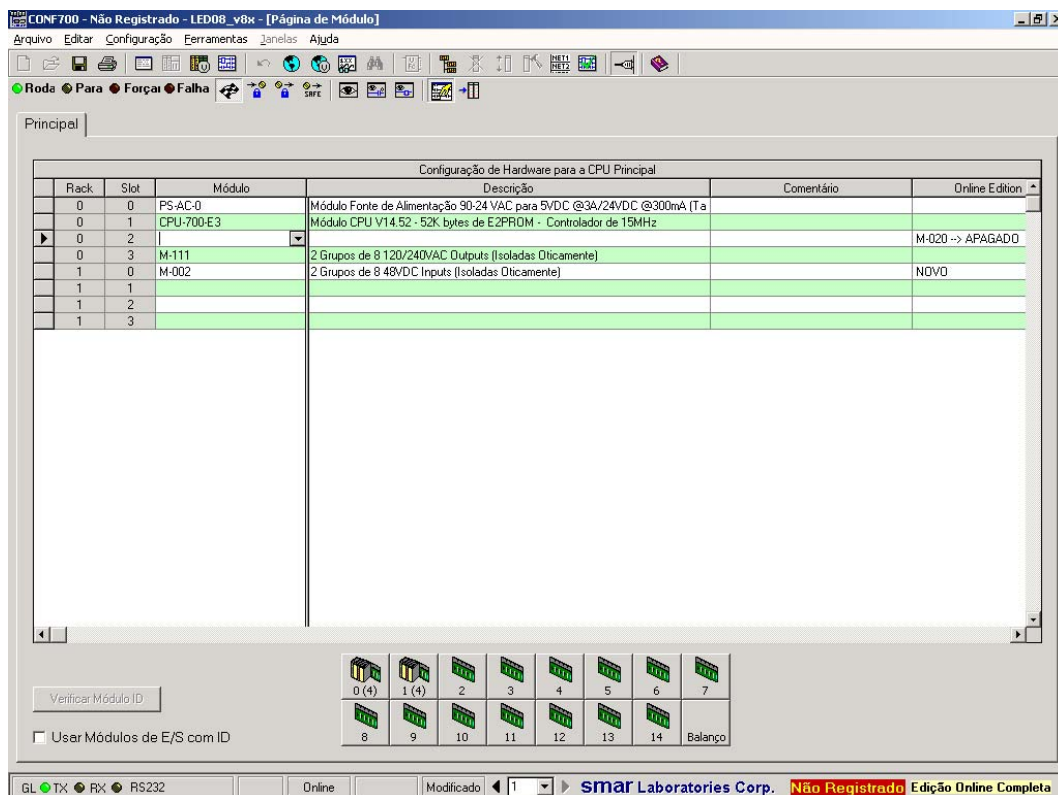 CONF700 - Não Registrado - LED08_v8x - [Página de Módulo]
Arquivo Editar Configuração Ferramentas Janelas Ajuda
Roda Para Forçar Falha SAFE
Principal
Configuração de Hardware para a CPU Principal
Rack Slot Módulo Descrição Comentário Online Edition
0 0 PS-AC-0 Módulo Fonte de Alimentação 90-24 VAC para 5VDC @3A/24VDC @300mA (Ta
0 1 CPU-700-E3 Módulo CPU V14.52 - 52K bytes de E2PROM - Controlador de 15MHz
0 2 M-020 --> APAGADO
0 3 M-111 2 Grupos de 8 120/240VAC Outputs (Isoladas Oticamente)
1 0 M-002 2 Grupos de 8 48VDC Inputs (Isoladas Oticamente) NOVO
1 1
1 2
1 3
0 (4) 1 (4) 2 3 4 5 6 7
Verificar Módulo ID
8 9 10 11 12 13 14 Balanço
Usar Módulos de E/S com ID
GL TX RX RS232 Online Modificado 1 smar Laboratories Corp. Não Registrado Edição Online Completa